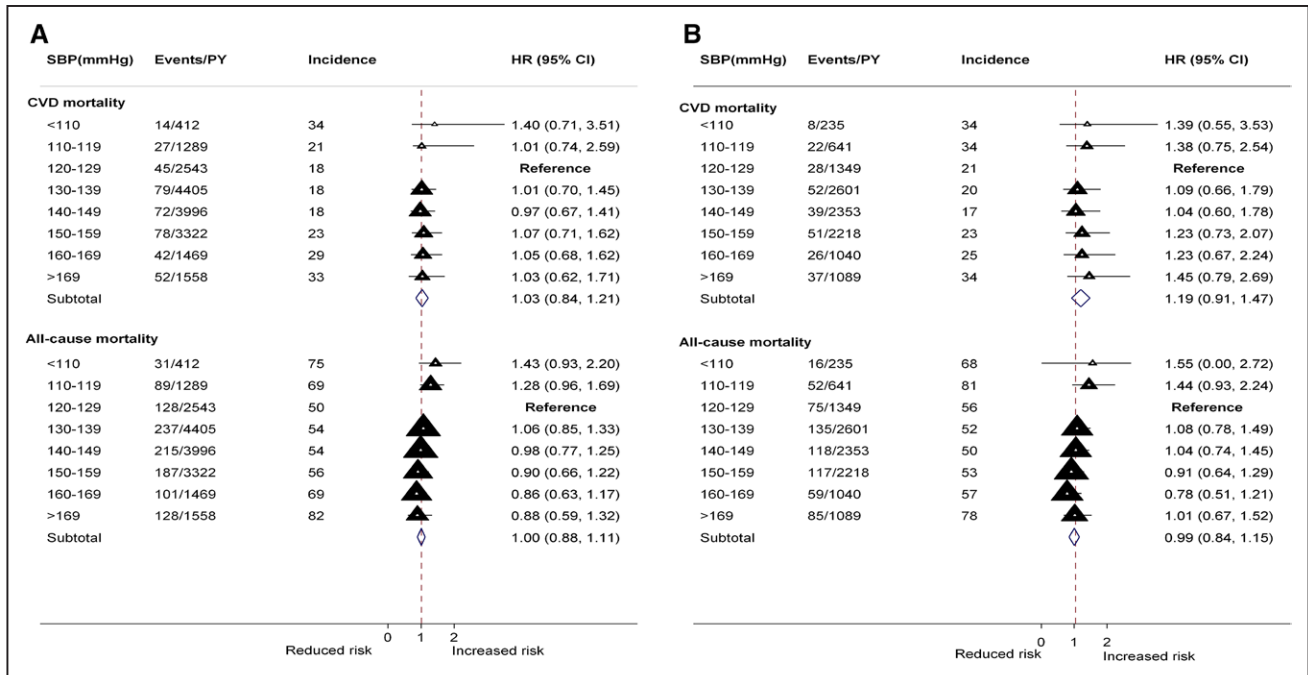 A
SBP(mmHg) Events/PY Incidence HR (95% CI)
CVD mortality
<110 14/412 34 1.40 (0.71, 3.51)
110-119 27/1289 21 1.01 (0.74, 2.59)
120-129 45/2543 18 Reference
130-139 79/4405 18 1.01 (0.70, 1.45)
140-149 72/3996 18 0.97 (0.67, 1.41)
150-159 78/3322 23 1.07 (0.71, 1.62)
160-169 42/1469 29 1.05 (0.68, 1.62)
>169 52/1558 33 1.03 (0.62, 1.71)
Subtotal 1.03 (0.84, 1.21)
All-cause mortality
<110 31/412 75 1.43 (0.93, 2.20)
110-119 89/1289 69 1.28 (0.96, 1.69)
120-129 128/2543 50 Reference
130-139 237/4405 54 1.06 (0.85, 1.33)
140-149 215/3996 54 0.98 (0.77, 1.25)
150-159 187/3322 56 0.90 (0.66, 1.22)
160-169 101/1469 69 0.86 (0.63, 1.17)
>169 128/1558 82 0.88 (0.59, 1.32)
Subtotal 1.00 (0.88, 1.11)
0 1 2
Reduced risk Increased risk
B
SBP(mmHg) Events/PY Incidence HR (95% CI)
CVD mortality
<110 8/235 34 1.39 (0.55, 3.53)
110-119 22/641 34 1.38 (0.75, 2.54)
120-129 28/1349 21 Reference
130-139 52/2601 20 1.09 (0.66, 1.79)
140-149 39/2353 17 1.04 (0.60, 1.78)
150-159 51/2218 23 1.23 (0.73, 2.07)
160-169 26/1040 25 1.23 (0.67, 2.24)
>169 37/1089 34 1.45 (0.79, 2.69)
Subtotal 1.19 (0.91, 1.47)
All-cause mortality
<110 16/235 68 1.55 (0.00, 2.72)
110-119 52/641 81 1.44 (0.93, 2.24)
120-129 75/1349 56 Reference
130-139 135/2601 52 1.08 (0.78, 1.49)
140-149 118/2353 50 1.04 (0.74, 1.45)
150-159 117/2218 53 0.91 (0.64, 1.29)
160-169 59/1040 57 0.78 (0.51, 1.21)
>169 85/1089 78 1.01 (0.67, 1.52)
Subtotal 0.99 (0.84, 1.15)
0 1 2
Reduced risk Increased risk